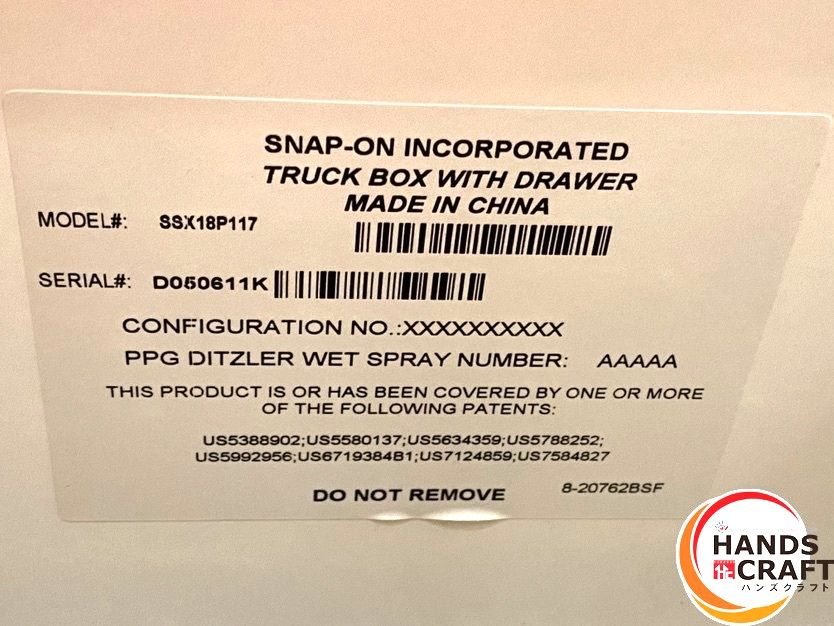 SNAP-ON INCORPORATED
TRUCK BOX WITH DRAWER
MADE IN CHINA
MODEL#: SSX18P117
SERIAL#: D050611K
CONFIGURATION NO.:XXXXXXXXXX
PPG DITZLER WET SPRAY NUMBER: AAAAA
THIS PRODUCT IS OR HAS BEEN COVERED BY ONE OR MORE
OF THE FOLLOWING PATENTS:
US5388902;US5580137;US5634359;US5788252;
US5992956;US6719384B1;US7124859;US7584827
DO NOT REMOVE 8-20762BSF
HANDS
CRAFT
ハンズクラフト